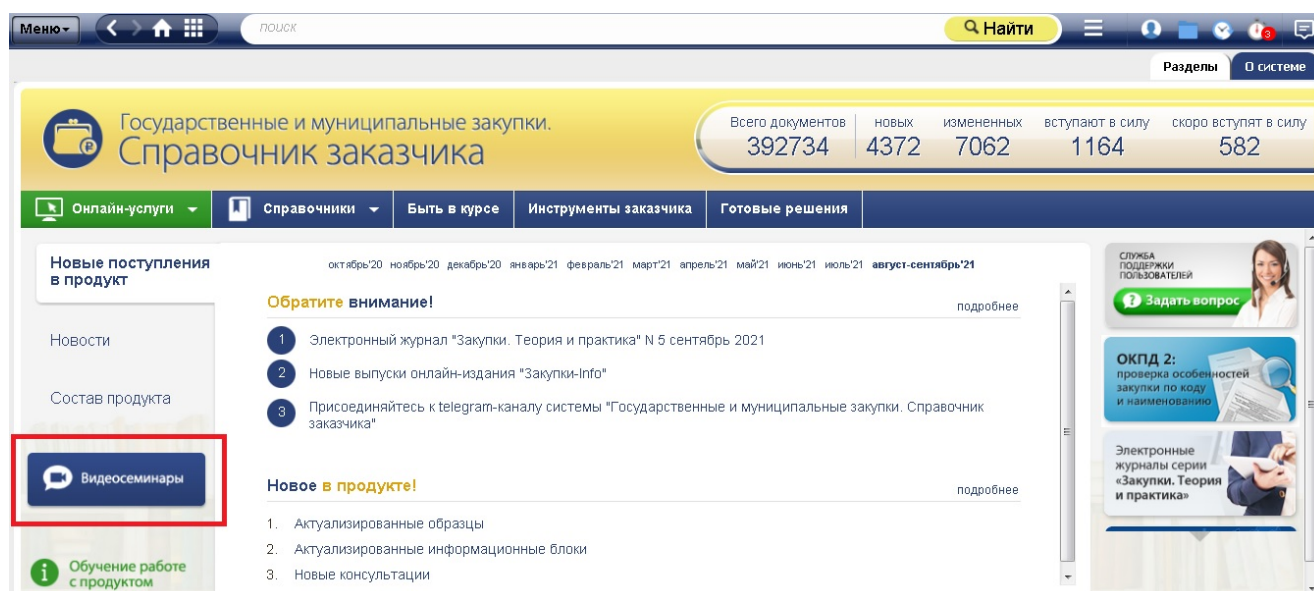 Меню
поиск
Найти
3
Разделы
О системе
Государственные и муниципальные закупки.
Справочник заказчика
Всего документов
392734
новых
4372
измененных
7062
вступают в силу
1164
скоро вступят в силу
582
Онлайн-услуги
Справочники
Быть в курсе
Инструменты заказчика
Готовые решения
Новые поступления
в продукт
Новости
Состав продукта
Видеосеминары
Обучение работе
с продуктом
октябрь'20 ноябрь'20 декабрь'20 январь'21 февраль'21 март'21 апрель'21 май'21 июнь'21 июль'21 август-сентябрь'21
Обратите внимание!
подробнее
1 Электронный журнал "Закупки. Теория и практика" N 5 сентябрь 2021
2 Новые выпуски онлайн-издания "Закупки-Info"
3 Присоединяйтесь к telegram-каналу системы "Государственные и муниципальные закупки. Справочник
заказчика"
Новое в продукте!
подробнее
1. Актуализированные образцы
2. Актуализированные информационные блоки
3. Новые консультации
СЛУЖБА
ПОДДЕРЖКИ
ПОЛЬЗОВАТЕЛЕЙ
? Задать вопрос
ОКПД 2:
проверка особенностей
закупки по коду
и наименованию
Электронные
журналы серии
«Закупки. Теория
и практика»